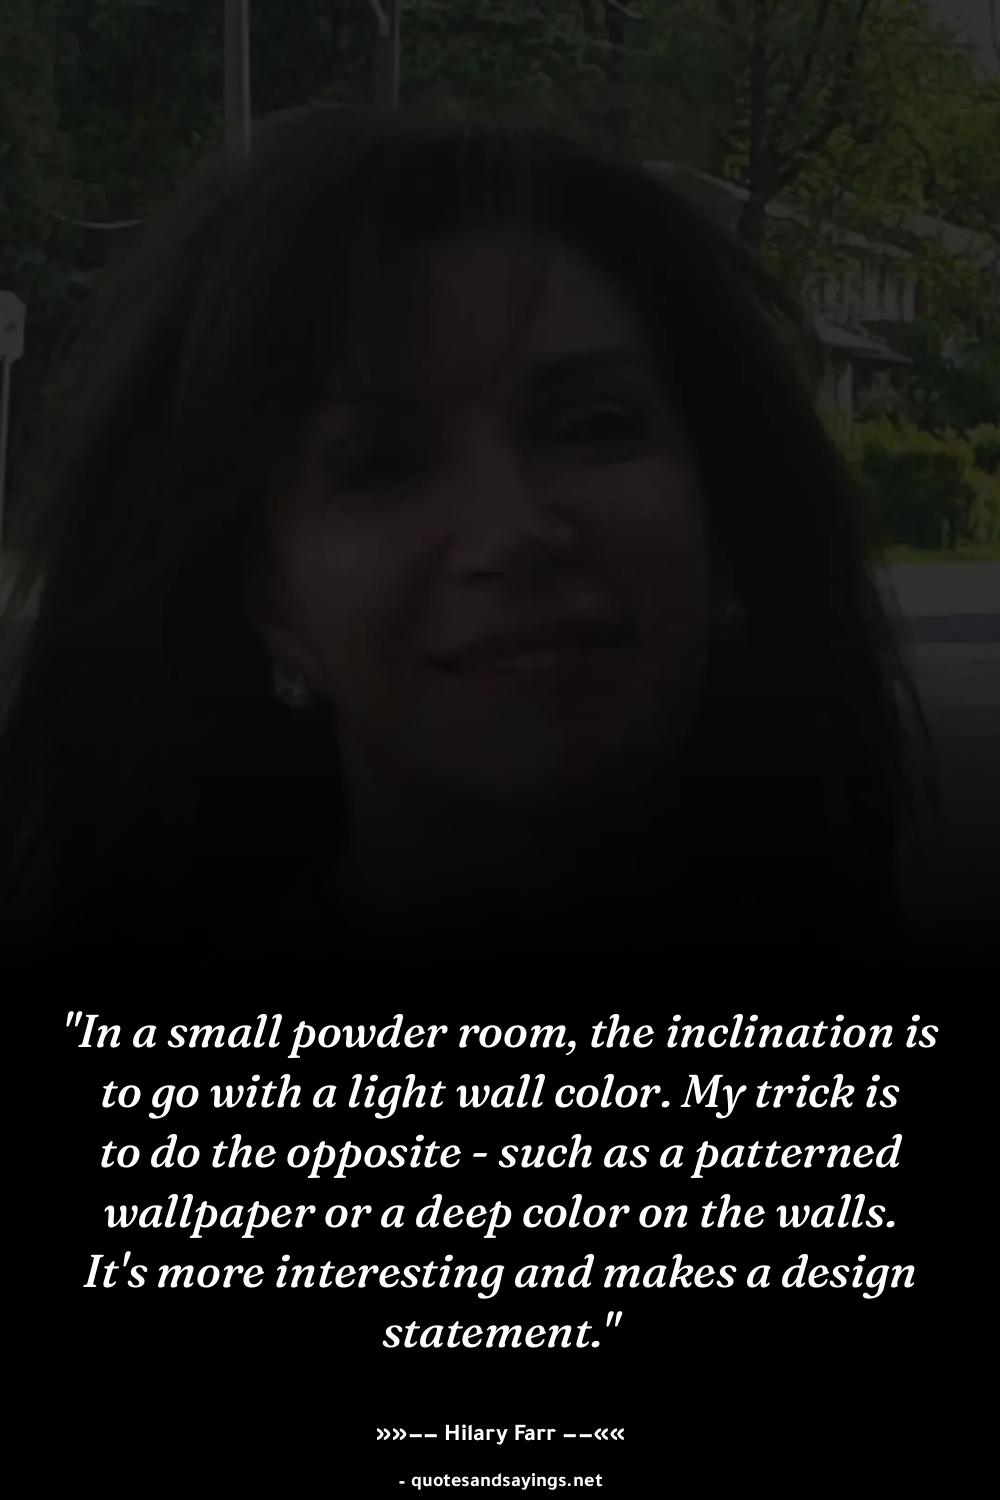 "In a small powder room, the inclination is
to go with a light wall color. My trick is
to do the opposite - such as a patterned
wallpaper or a deep color on the walls.
It's more interesting and makes a design
statement."
»»–– Hilary Farr ––««
- quotesandsayings.net